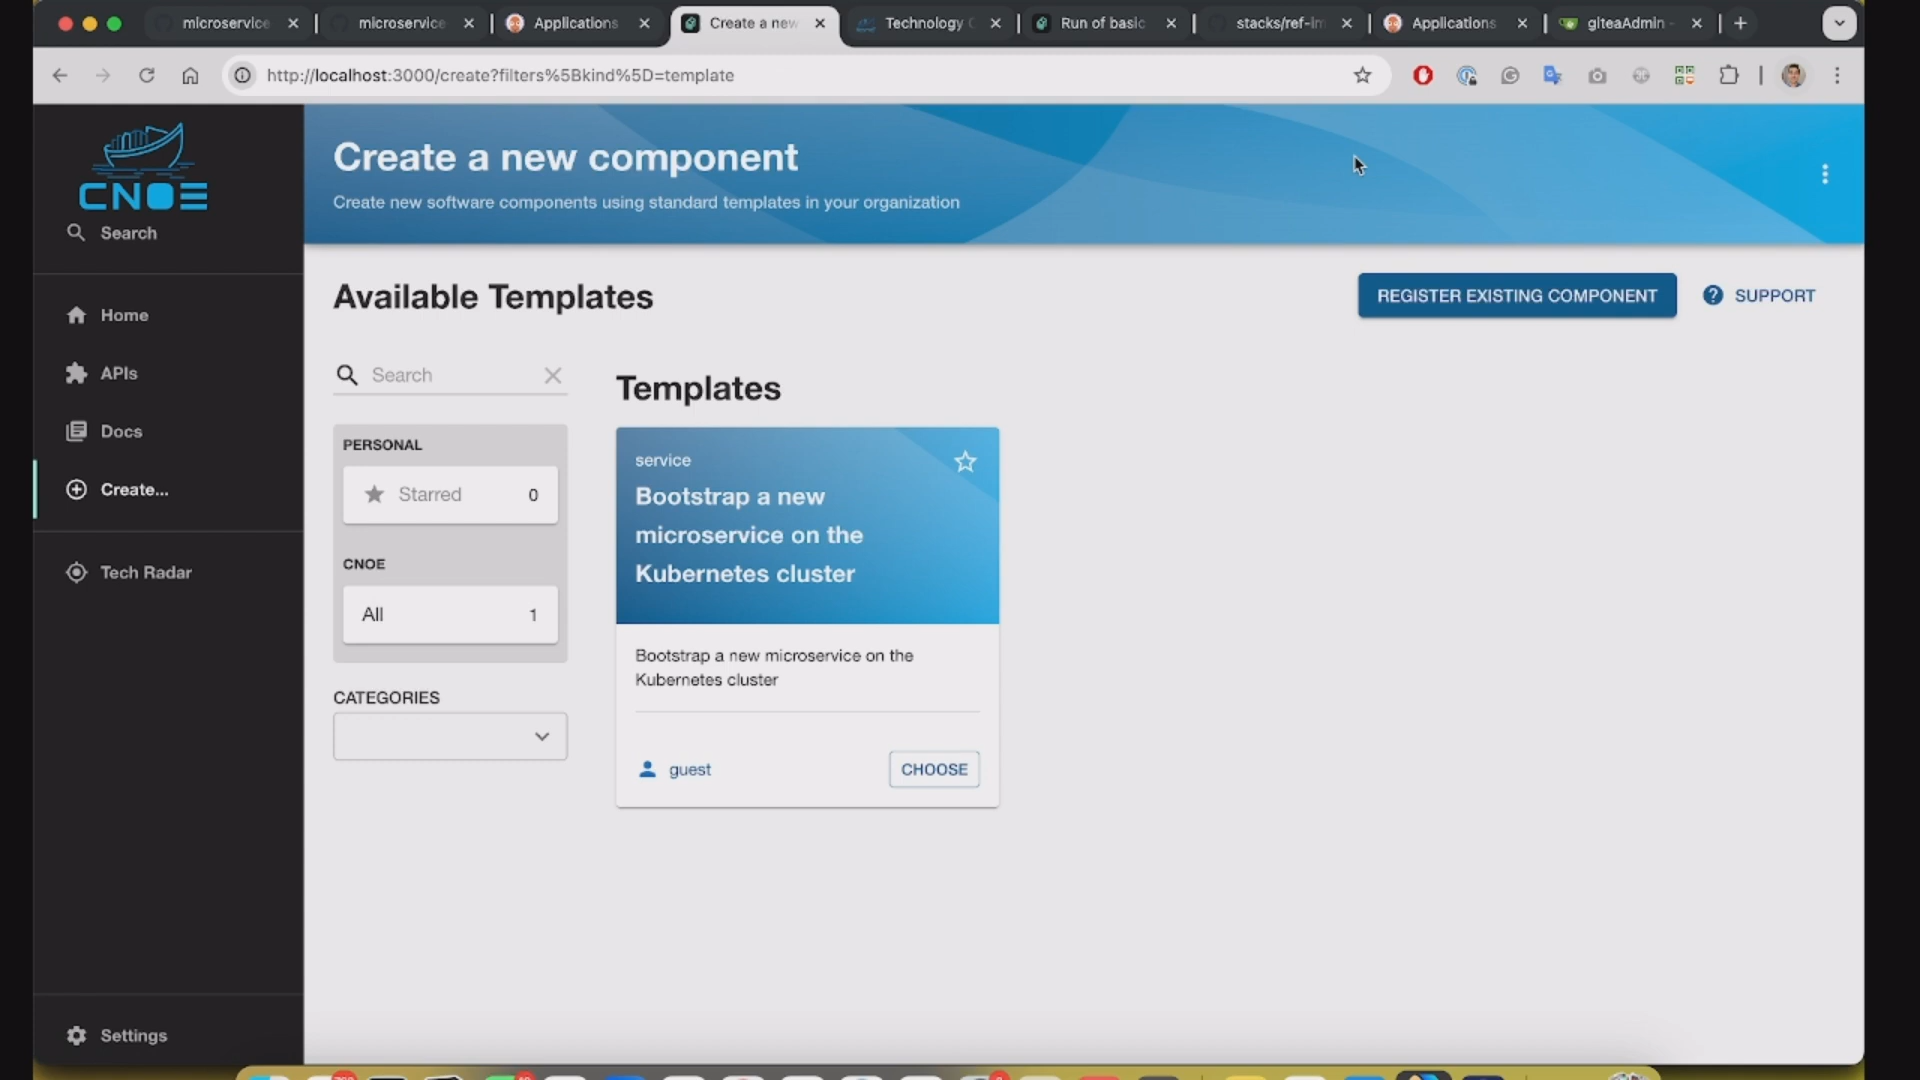 microservice
microservice
Applications
Create a new
Technology
Run of basic
stacks/ref-im
Applications
giteaAdmin -
http://localhost:3000/create?filters%5Bkind%5D=template
CNOE
Search
Home
APIs
Docs
Create...
Tech Radar
Settings
Create a new component
Create new software components using standard templates in your organization
Available Templates
REGISTER EXISTING COMPONENT
SUPPORT
Search
PERSONAL
Starred 0
CNOE
All 1
CATEGORIES
Templates
service
Bootstrap a new
microservice on the
Kubernetes cluster
Bootstrap a new microservice on the
Kubernetes cluster
guest
CHOOSE